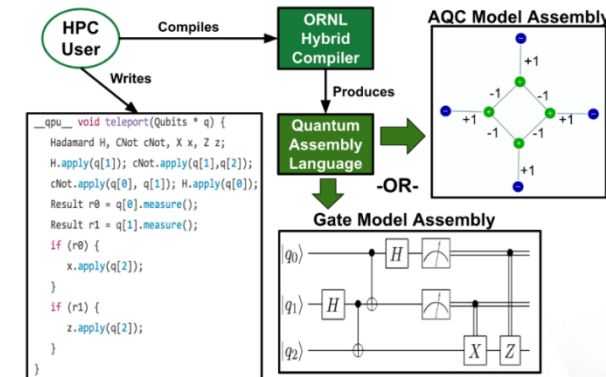 HPC
User
Compiles
ORNL
Hybrid
Compiler
AQC Model Assembly
Writes
Produces
__qpu__ void teleport(Qubits * q) {
Hadamard H, CNot cNot, X x, Z z;
H.apply(q[1]); cNot.apply(q[1],q[2]);
cNot.apply(q[0], q[1]); H.apply(q[0]);
Result r0 = q[0].measure();
Result r1 = q[1].measure();
if (r0) {
x.apply(q[2]);
}
if (r1) {
z.apply(q[2]);
}
}
Quantum
Assembly
Language
-OR-
+1
-1 -1
+1 +1
-1 -1
+1
Gate Model Assembly
|q0⟩ H
|q1⟩ H
|q2⟩ X Z